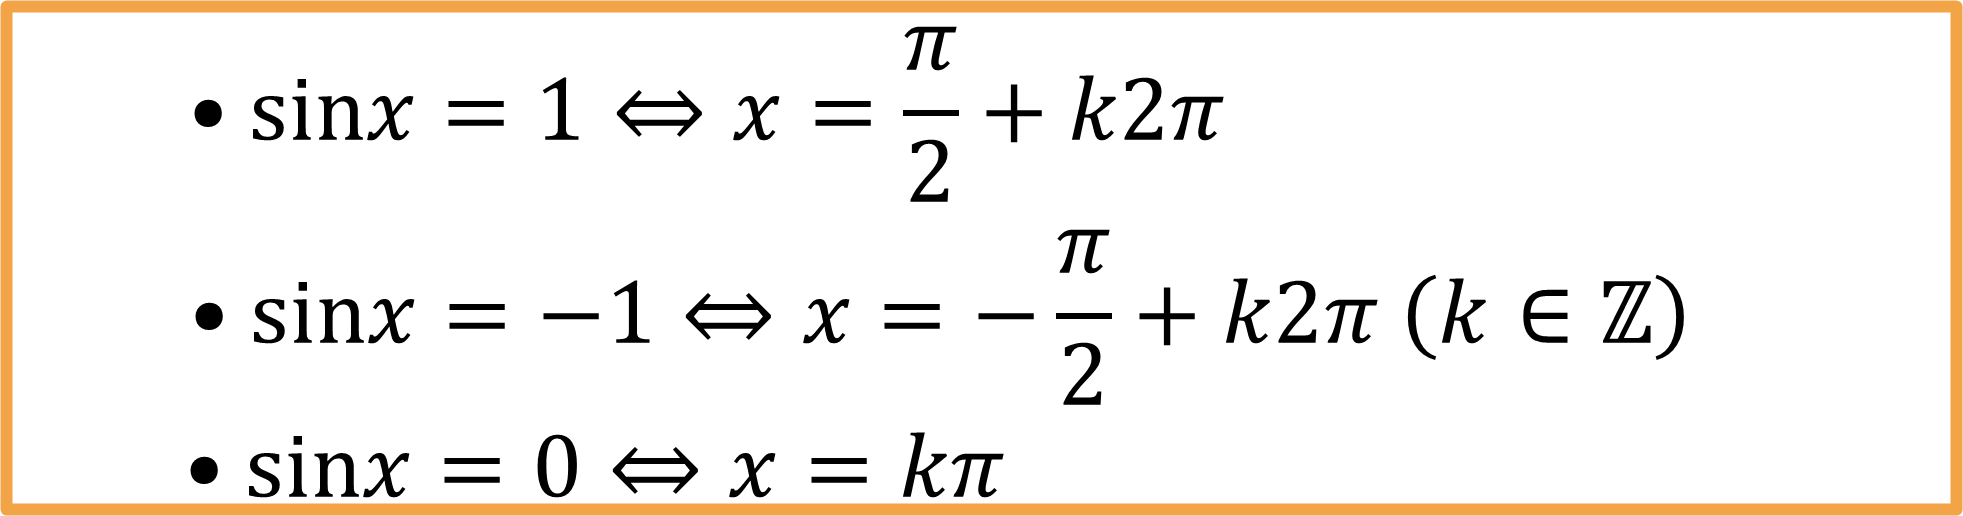 • sinx = 1 ⇔ x = π/2 + k2π
• sinx = −1 ⇔ x = −π/2 + k2π (k ∈ ℤ)
• sinx = 0 ⇔ x = kπ